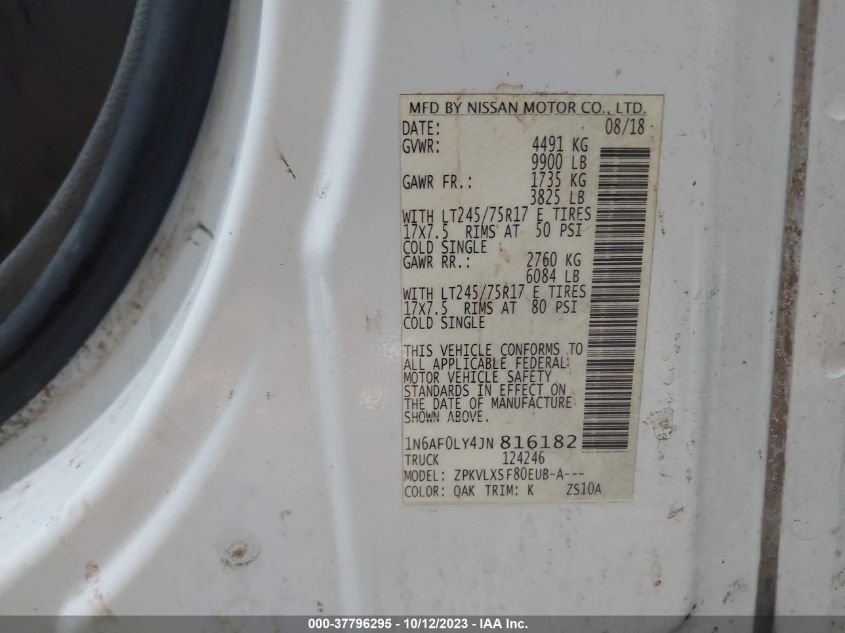 MFD BY NISSAN MOTOR CO., LTD.
DATE: 08/18
GVWR: 4491 KG
9900 LB
GAWR FR.: 1735 KG
3825 LB
WITH LT245/75R17 E TIRES
17X7.5 RIMS AT 50 PSI
COLD SINGLE
GAWR RR.: 2760 KG
6084 LB
WITH LT245/75R17 E TIRES
17X7.5 RIMS AT 80 PSI
COLD SINGLE
THIS VEHICLE CONFORMS TO
ALL APPLICABLE FEDERAL
MOTOR VEHICLE SAFETY
STANDARDS IN EFFECT ON
THE DATE OF MANUFACTURE
SHOWN ABOVE.
1N6AF0LY4JN 816182
TRUCK 124246
MODEL: ZPKVLXSF80EUB-A---
COLOR: QAK TRIM: K ZS10A
000-37796295 - 10/12/2023 - IAA Inc.